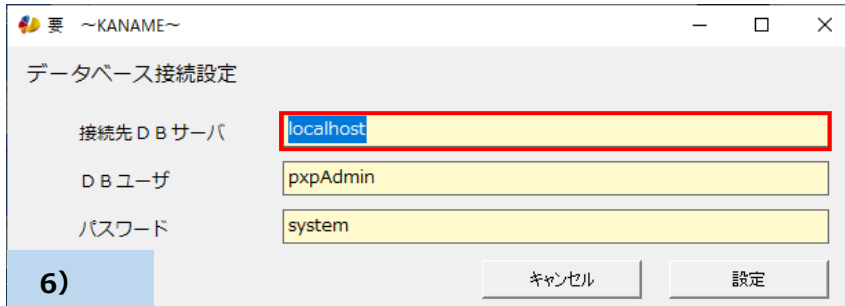 要 ～KANAME～
データベース接続設定
接続先ＤＢサーバ localhost
ＤＢユーザ pxpAdmin
パスワード system
6）
キャンセル 設定